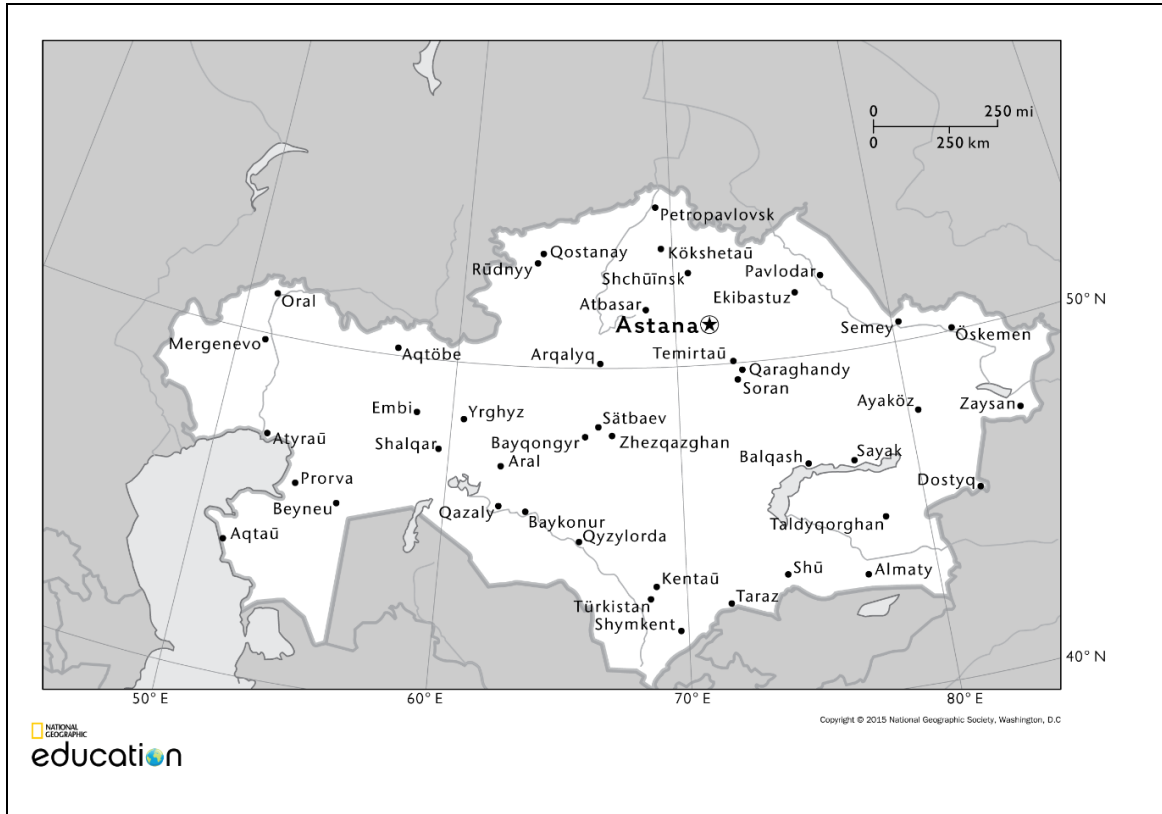 0 250 mi
0 250 km
Petropavlovsk
Qostanay
Kökshetaū
Rūdnyy
Shchūīnsk
Pavlodar
Oral
Atbasar
Ekibastuz
50° N
Astana
Semey
Öskemen
Mergenevo
Aqtöbe
Arqalyq
Temirtaū
Qaraghandy
Soran
Embi
Yrghyz
Ayaköz
Zaysan
Sätbaev
Atyraū
Shalqar
Bayqongyr
Zhezqazghan
Aral
Balqash
Sayak
Prorva
Dostyq
Beyneu
Qazaly
Baykonur
Taldyqorghan
Aqtaū
Qyzylorda
Shū
Almaty
Kentaū
Türkistan
Taraz
Shymkent
40° N
50° E
60° E
70° E
80° E
Copyright © 2015 National Geographic Society, Washington, D.C
NATIONAL
GEOGRAPHIC
education